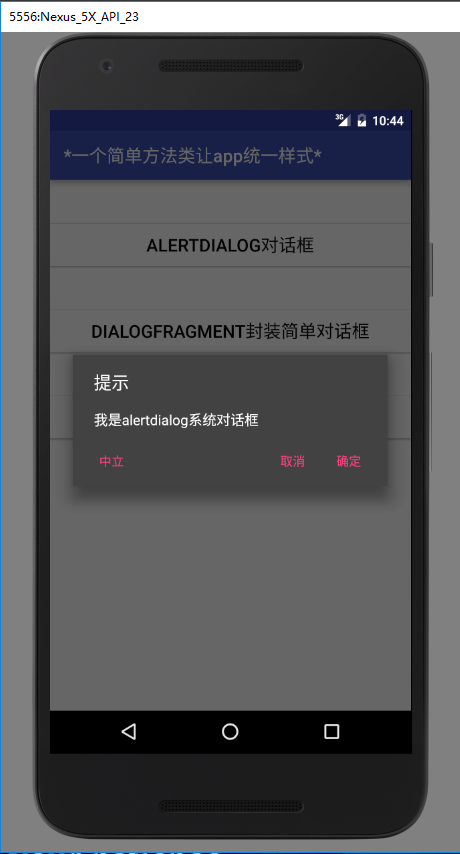 5556:Nexus_5X_API_23
3G 10:44
*一个简单方法类让app统一样式*
ALERTDIALOG对话框
DIALOGFRAGMENT封装简单对话框
提示
我是alertdialog系统对话框
中立 取消 确定